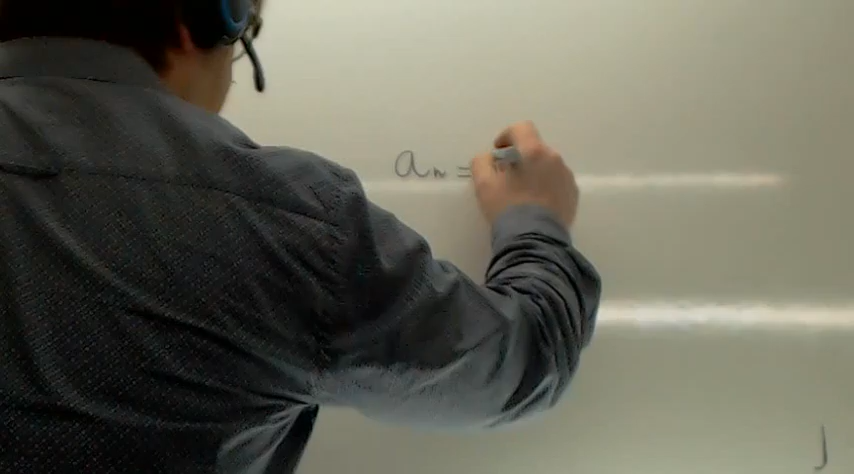 aₙ =
J